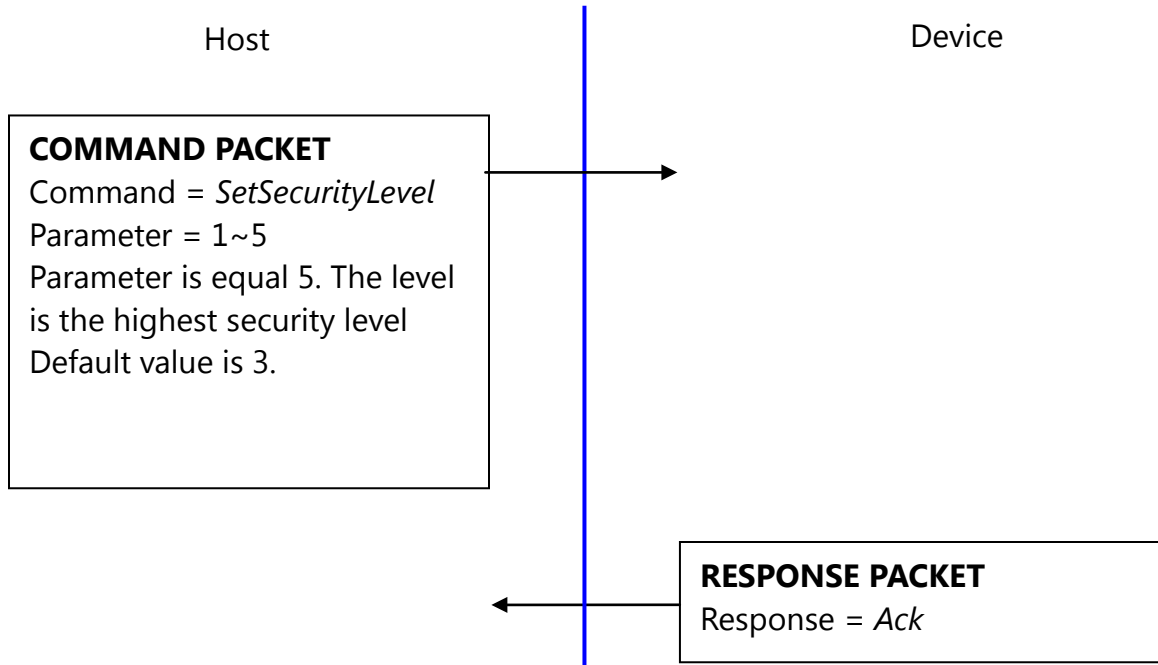 Host
Device
COMMAND PACKET
Command = SetSecurityLevel
Parameter = 1~5
Parameter is equal 5. The level
is the highest security level
Default value is 3.
RESPONSE PACKET
Response = Ack